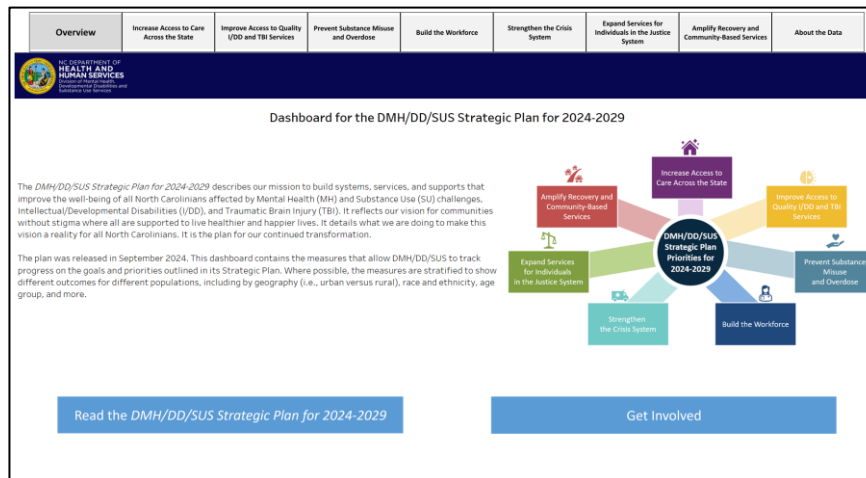 Overview
Increase Access to Care
Across the State
Improve Access to Quality
I/DD and TBI Services
Prevent Substance Misuse
and Overdose
Build the Workforce
Strengthen the Crisis
System
Expand Services for
Individuals in the Justice
System
Amplify Recovery and
Community-Based Services
About the Data
NC DEPARTMENT OF
HEALTH AND
HUMAN SERVICES
Division of Mental Health,
Developmental Disabilities and
Substance Use Services
Dashboard for the DMH/DD/SUS Strategic Plan for 2024-2029
The DMH/DD/SUS Strategic Plan for 2024-2029 describes our mission to build systems, services, and supports that
improve the well-being of all North Carolinians affected by Mental Health (MH) and Substance Use (SU) challenges,
Intellectual/Developmental Disabilities (I/DD), and Traumatic Brain Injury (TBI). It reflects our vision for communities
without stigma where all are supported to live healthier and happier lives. It details what we are doing to make this
vision a reality for all North Carolinians. It is the plan for our continued transformation.
The plan was released in September 2024. This dashboard contains the measures that allow DMH/DD/SUS to track
progress on the goals and priorities outlined in its Strategic Plan. Where possible, the measures are stratified to show
different outcomes for different populations, including by geography (i.e., urban versus rural), race and ethnicity, age
group, and more.
Increase Access to
Care Across the State
Amplify Recovery and
Community-Based
Services
Improve Access to
Quality I/DD and TBI
Services
DMH/DD/SUS
Strategic Plan
Priorities for
2024-2029
Expand Services
for Individuals
in the Justice System
Prevent Substance
Misuse
and Overdose
Strengthen
the Crisis System
Build the Workforce
Read the DMH/DD/SUS Strategic Plan for 2024-2029
Get Involved